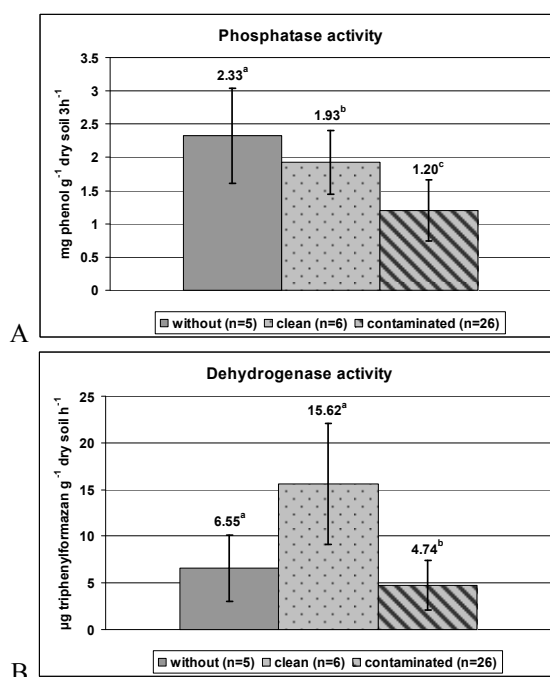 Phosphatase activity
mg phenol g⁻¹ dry soil 3h⁻¹
3.5
3
2.5
2
1.5
1
0.5
0
2.33ᵃ
1.93ᵇ
1.20ᶜ
without (n=5) clean (n=6) contaminated (n=26)
A
Dehydrogenase activity
µg triphenylformazan g⁻¹ dry soil h⁻¹
25
20
15
10
5
0
6.55ᵃ
15.62ᵃ
4.74ᵇ
without (n=5) clean (n=6) contaminated (n=26)
B